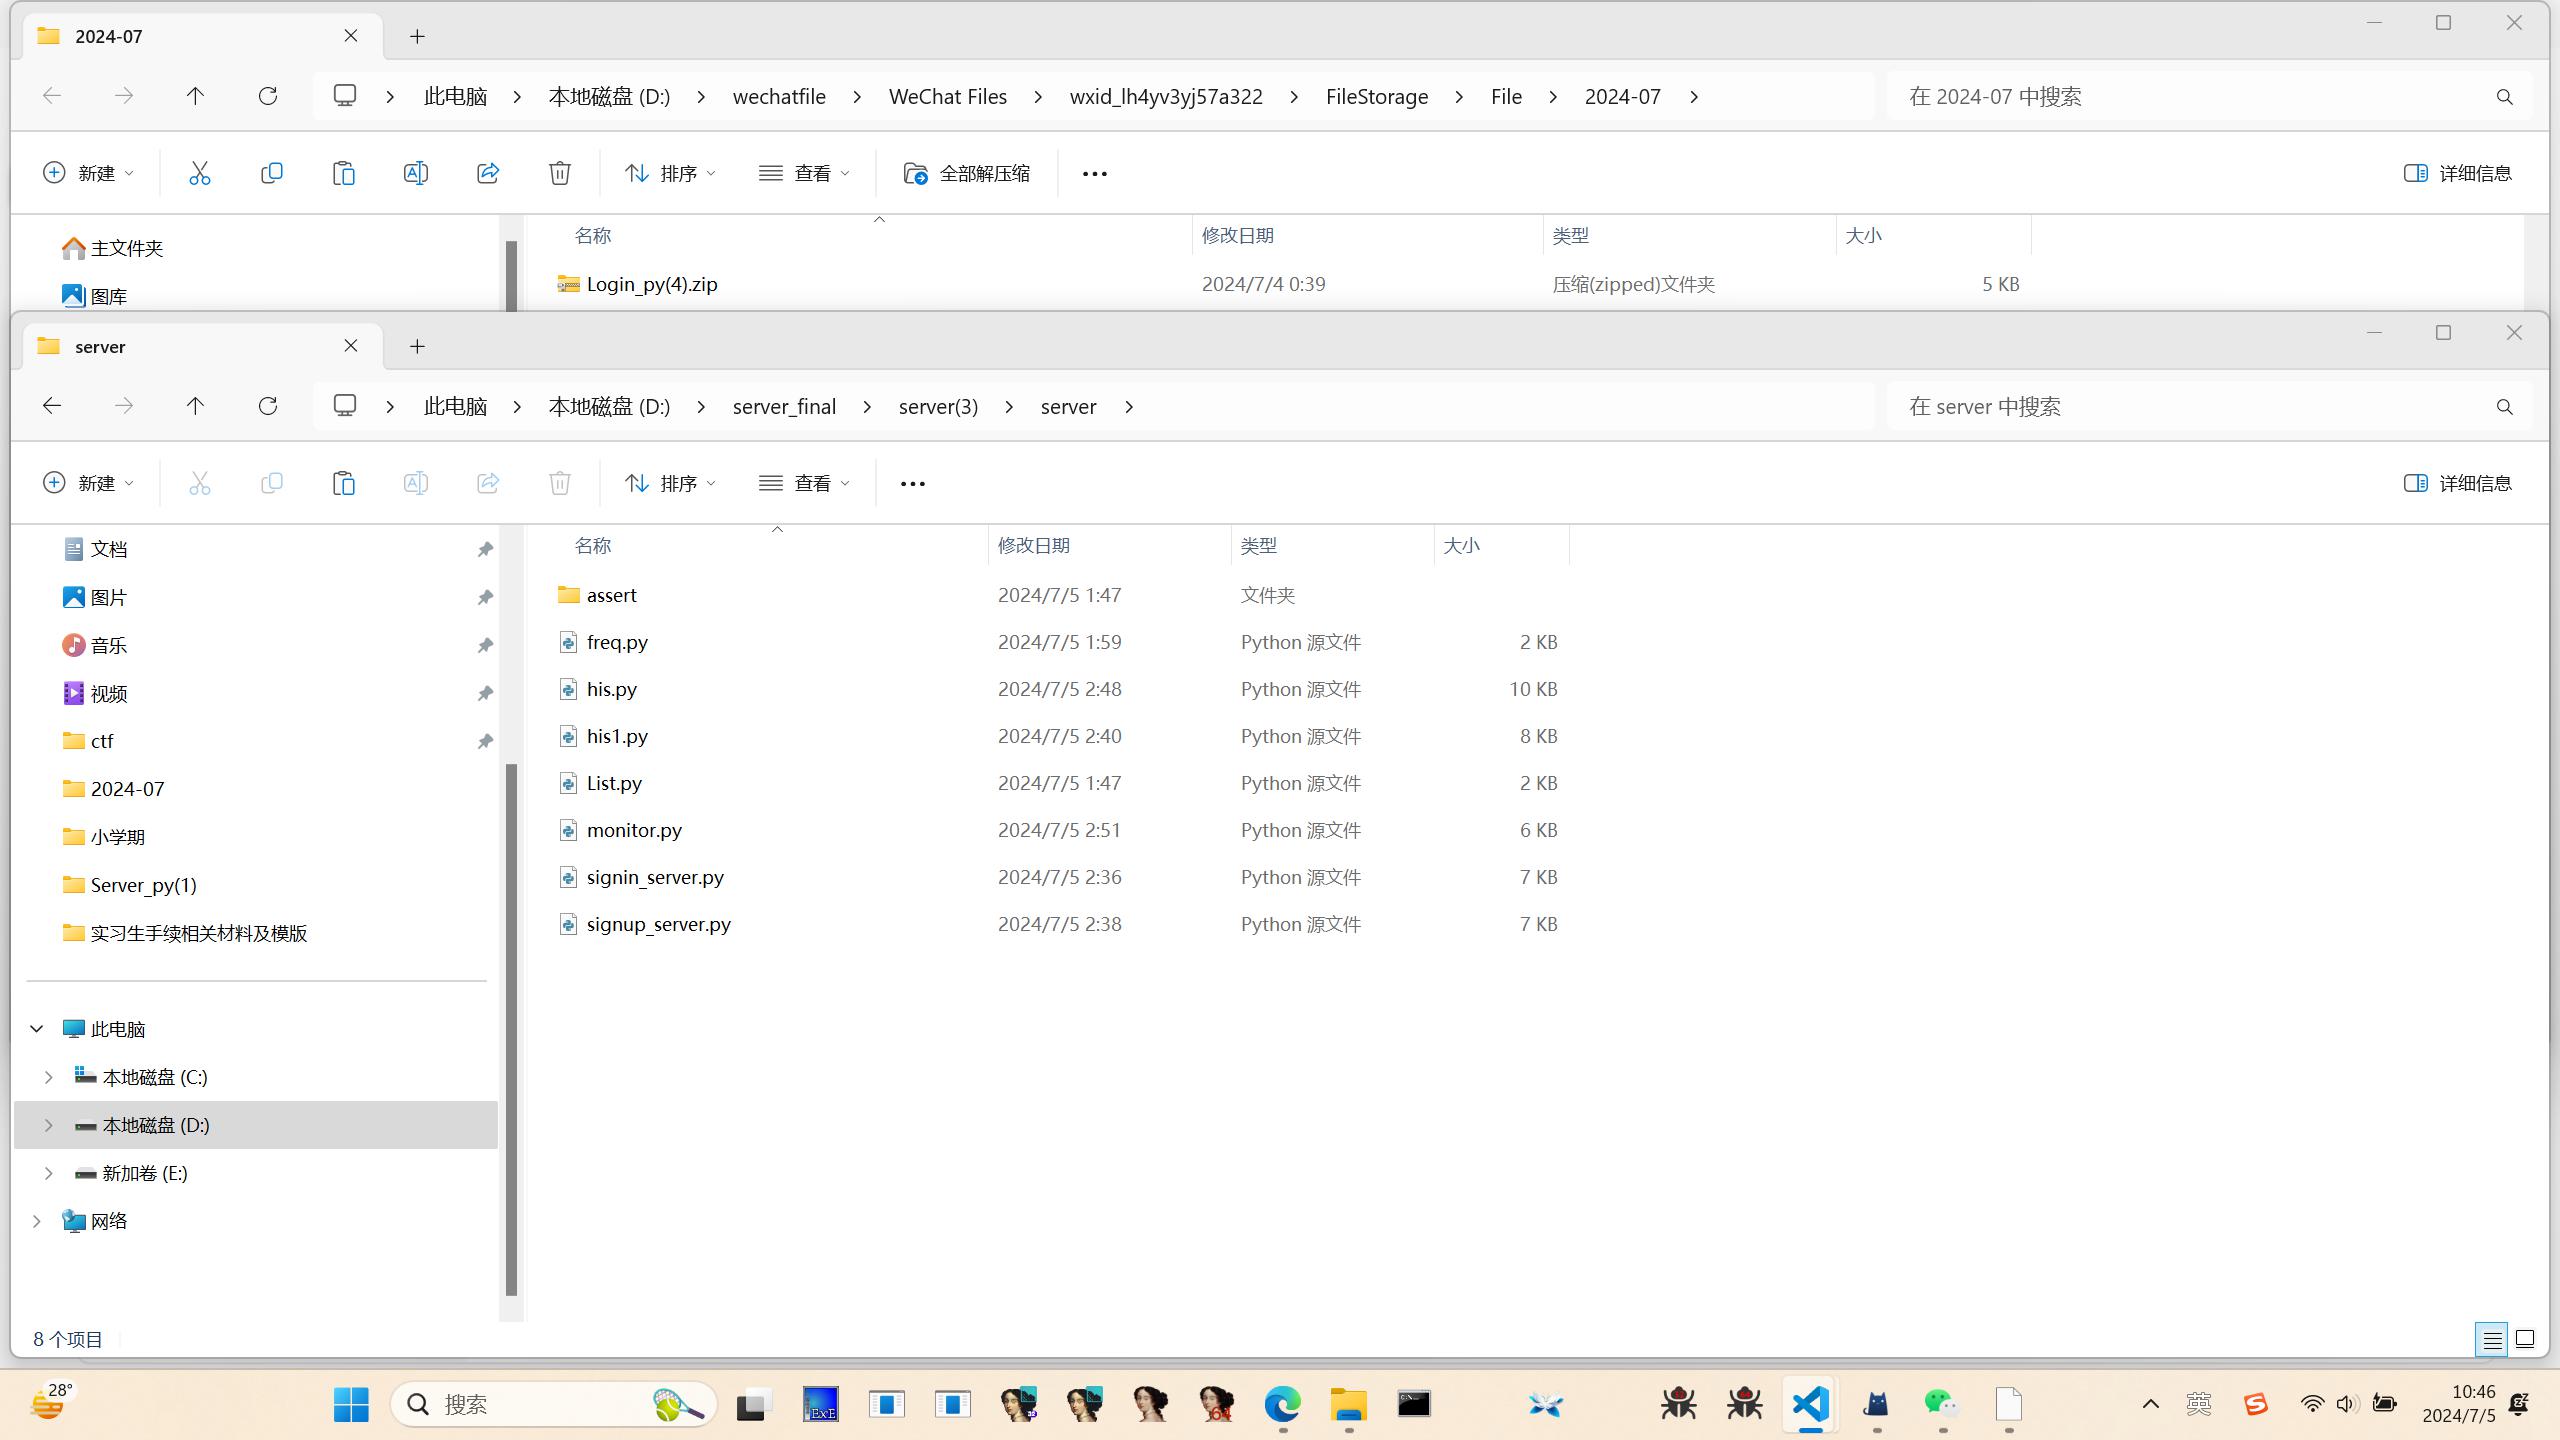 2024-07
此电脑 本地磁盘 (D:) wechatfile WeChat Files wxid_lh4yv3yj57a322 FileStorage File 2024-07
在 2024-07 中搜索
新建 排序 查看 全部解压缩 详细信息
主文件夹
图库
名称 修改日期 类型 大小
Login_py(4).zip 2024/7/4 0:39 压缩(zipped)文件夹 5 KB
server
此电脑 本地磁盘 (D:) server_final server(3) server
在 server 中搜索
新建 排序 查看 详细信息
文档
图片
音乐
视频
ctf
2024-07
小学期
Server_py(1)
实习生手续相关材料及模版
此电脑
本地磁盘 (C:)
本地磁盘 (D:)
新加卷 (E:)
网络
名称 修改日期 类型 大小
assert 2024/7/5 1:47 文件夹
freq.py 2024/7/5 1:59 Python 源文件 2 KB
his.py 2024/7/5 2:48 Python 源文件 10 KB
his1.py 2024/7/5 2:40 Python 源文件 8 KB
List.py 2024/7/5 1:47 Python 源文件 2 KB
monitor.py 2024/7/5 2:51 Python 源文件 6 KB
signin_server.py 2024/7/5 2:36 Python 源文件 7 KB
signup_server.py 2024/7/5 2:38 Python 源文件 7 KB
8 个项目
28°
搜索
ExE
64
英
10:46
2024/7/5